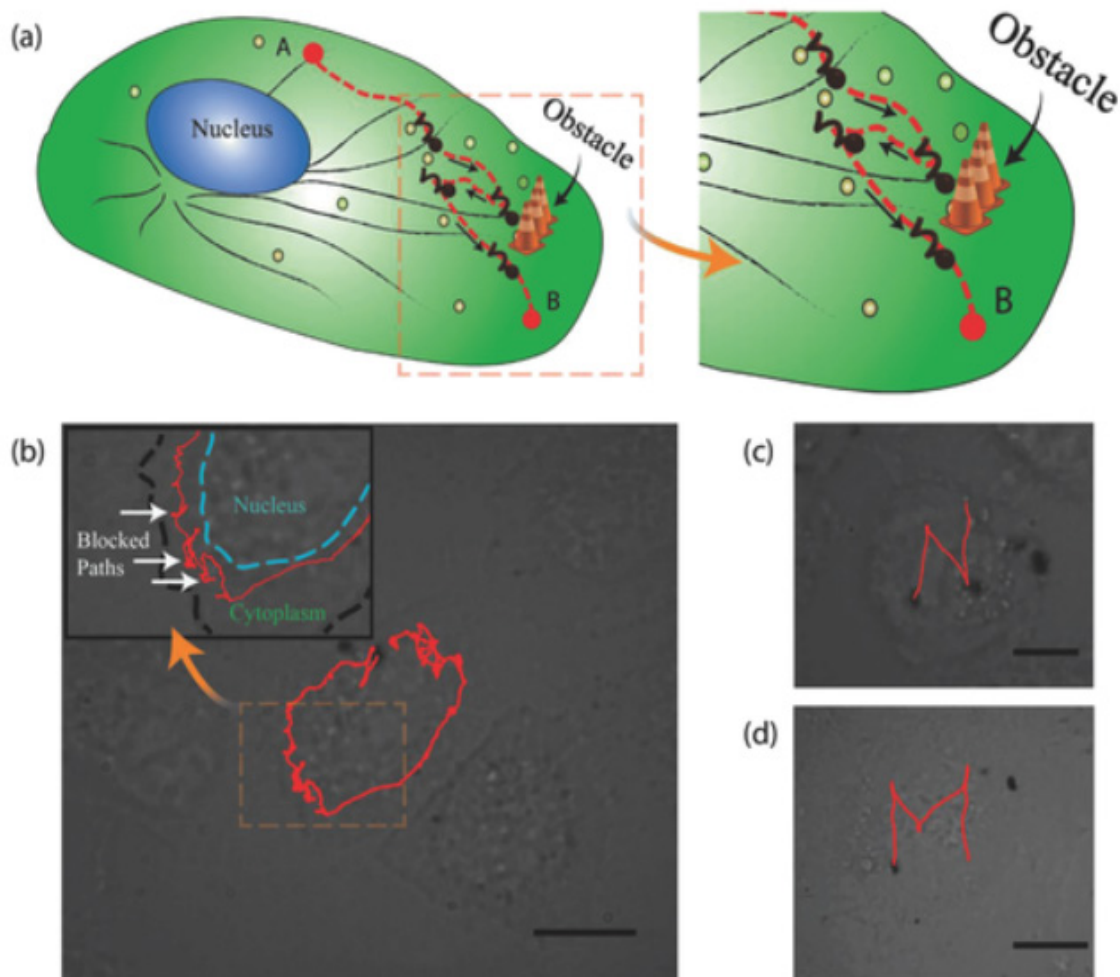 (a)
A
Nucleus
Obstacle
B
Obstacle
B
(b)
Nucleus
Blocked
Paths
Cytoplasm
(c)
N
(d)
M